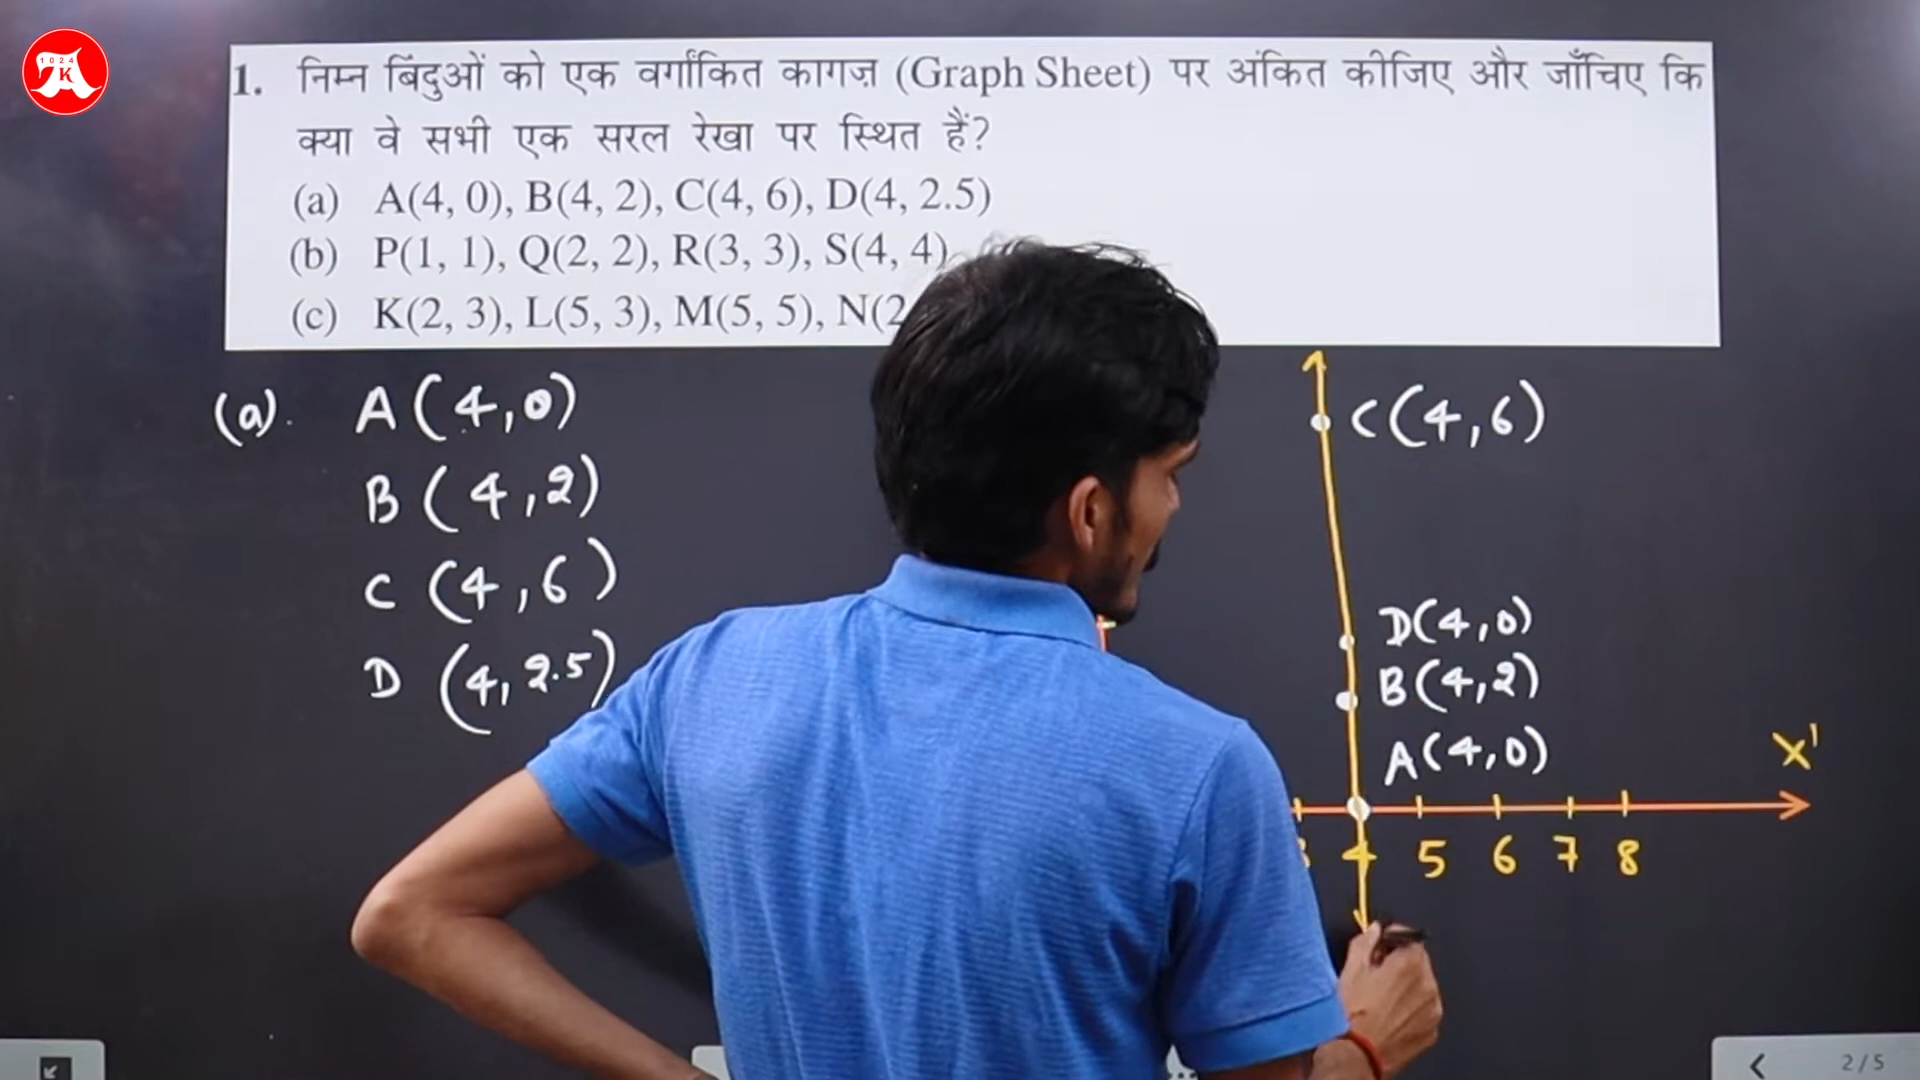 1024
K
1. निम्न बिंदुओं को एक वर्गांकित कागज़ (Graph Sheet) पर अंकित कीजिए और जाँचिए कि
क्या वे सभी एक सरल रेखा पर स्थित हैं?
(a) A(4, 0), B(4, 2), C(4, 6), D(4, 2.5)
(b) P(1, 1), Q(2, 2), R(3, 3), S(4, 4)
(c) K(2, 3), L(5, 3), M(5, 5), N(2
(a). A (4,0)
B (4,2)
C (4,6)
D (4,2.5)
C(4,6)
D(4,0)
B(4,2)
A(4,0)
X'
4 5 6 7 8
2/5